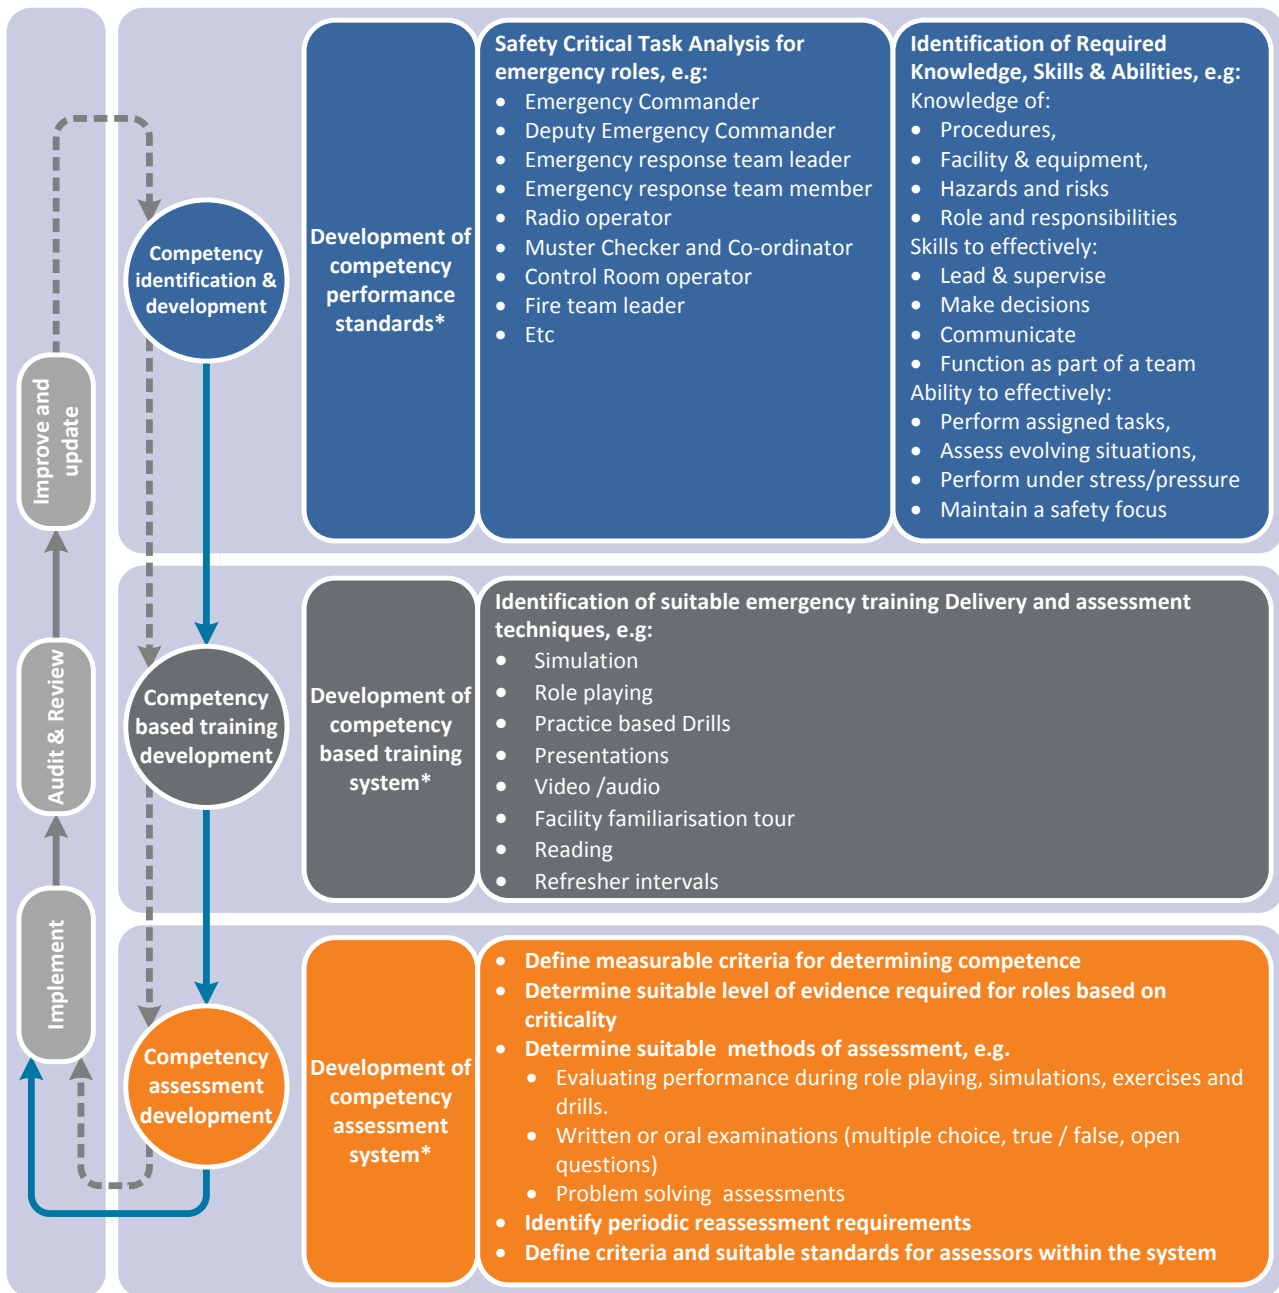 Improve and
update
Audit & Review
Implement
Competency
identification &
development
Development of
competency
performance
standards*
Safety Critical Task Analysis for
emergency roles, e.g:
• Emergency Commander
• Deputy Emergency Commander
• Emergency response team leader
• Emergency response team member
• Radio operator
• Muster Checker and Co-ordinator
• Control Room operator
• Fire team leader
• Etc
Identification of Required
Knowledge, Skills & Abilities, e.g:
Knowledge of:
• Procedures,
• Facility & equipment,
• Hazards and risks
• Role and responsibilities
Skills to effectively:
• Lead & supervise
• Make decisions
• Communicate
• Function as part of a team
Ability to effectively:
• Perform assigned tasks,
• Assess evolving situations,
• Perform under stress/pressure
• Maintain a safety focus
Competency
based training
development
Development of
competency
based training
system*
Identification of suitable emergency training Delivery and assessment
techniques, e.g:
• Simulation
• Role playing
• Practice based Drills
• Presentations
• Video /audio
• Facility familiarisation tour
• Reading
• Refresher intervals
Competency
assessment
development
Development of
competency
assessment
system*
• Define measurable criteria for determining competence
• Determine suitable level of evidence required for roles based on
criticality
• Determine suitable methods of assessment, e.g.
• Evaluating performance during role playing, simulations, exercises and
drills.
• Written or oral examinations (multiple choice, true / false, open
questions)
• Problem solving assessments
• Identify periodic reassessment requirements
• Define criteria and suitable standards for assessors within the system